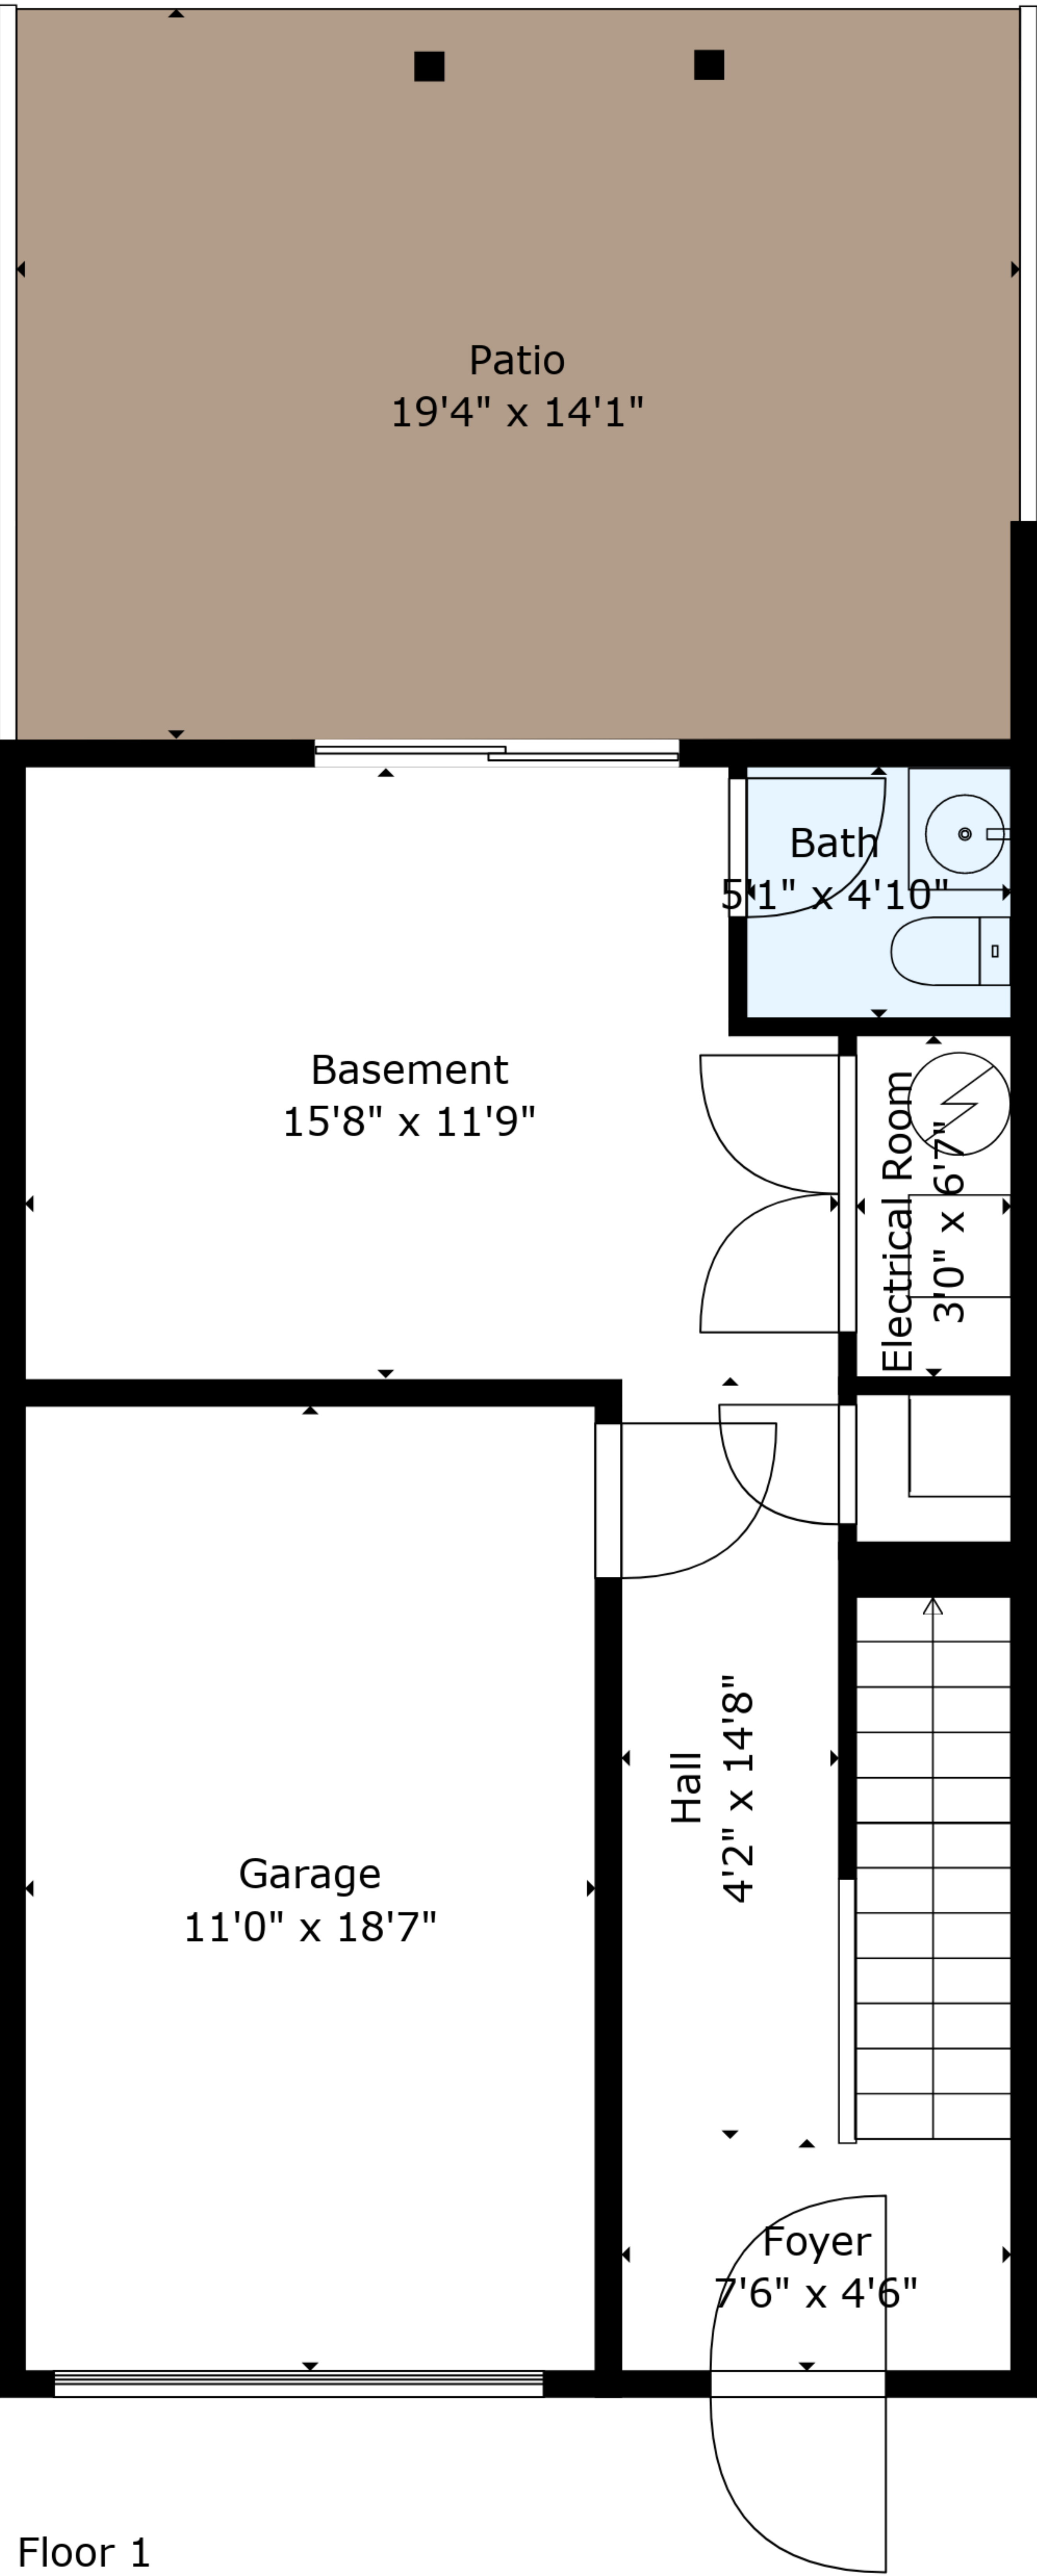 Patio
19'4" x 14'1"
Bath
5'1" x 4'10"
Basement
15'8" x 11'9"
Electrical Room
3'0" x 6'7"
Hall
4'2" x 14'8"
Garage
11'0" x 18'7"
Foyer
7'6" x 4'6"
Floor 1